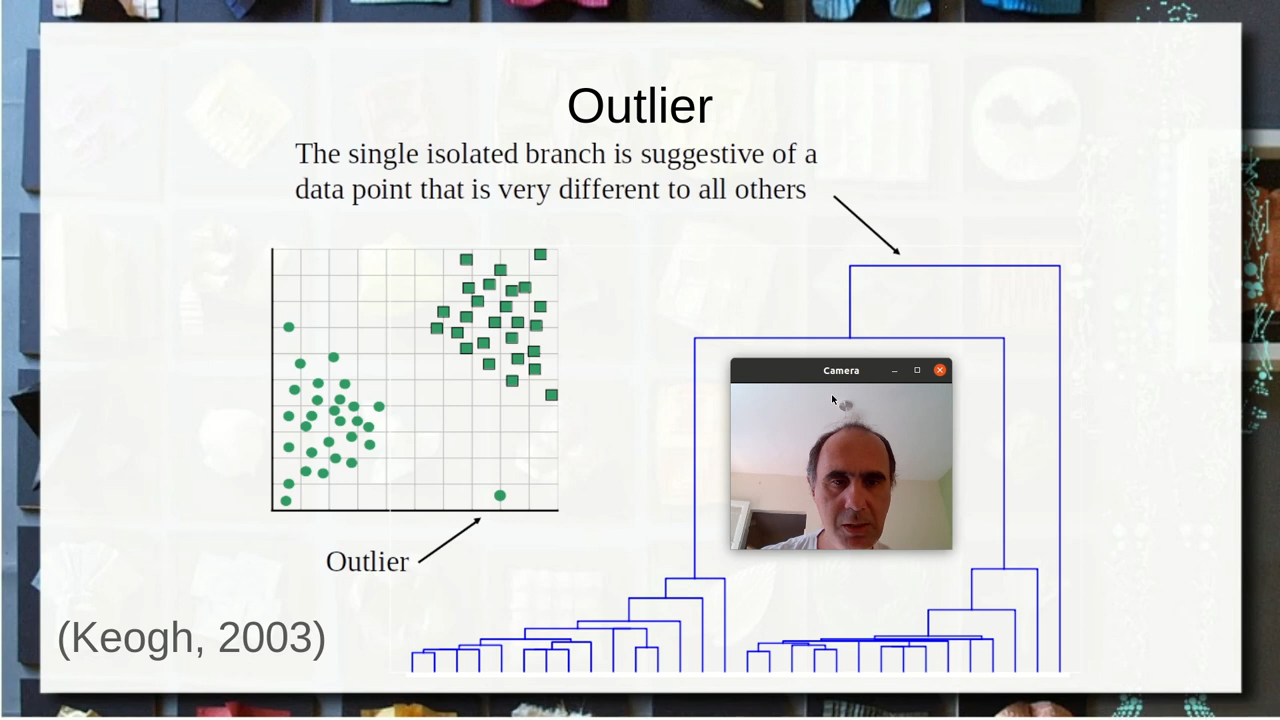 Outlier
The single isolated branch is suggestive of a
data point that is very different to all others
Camera
Outlier
(Keogh, 2003)